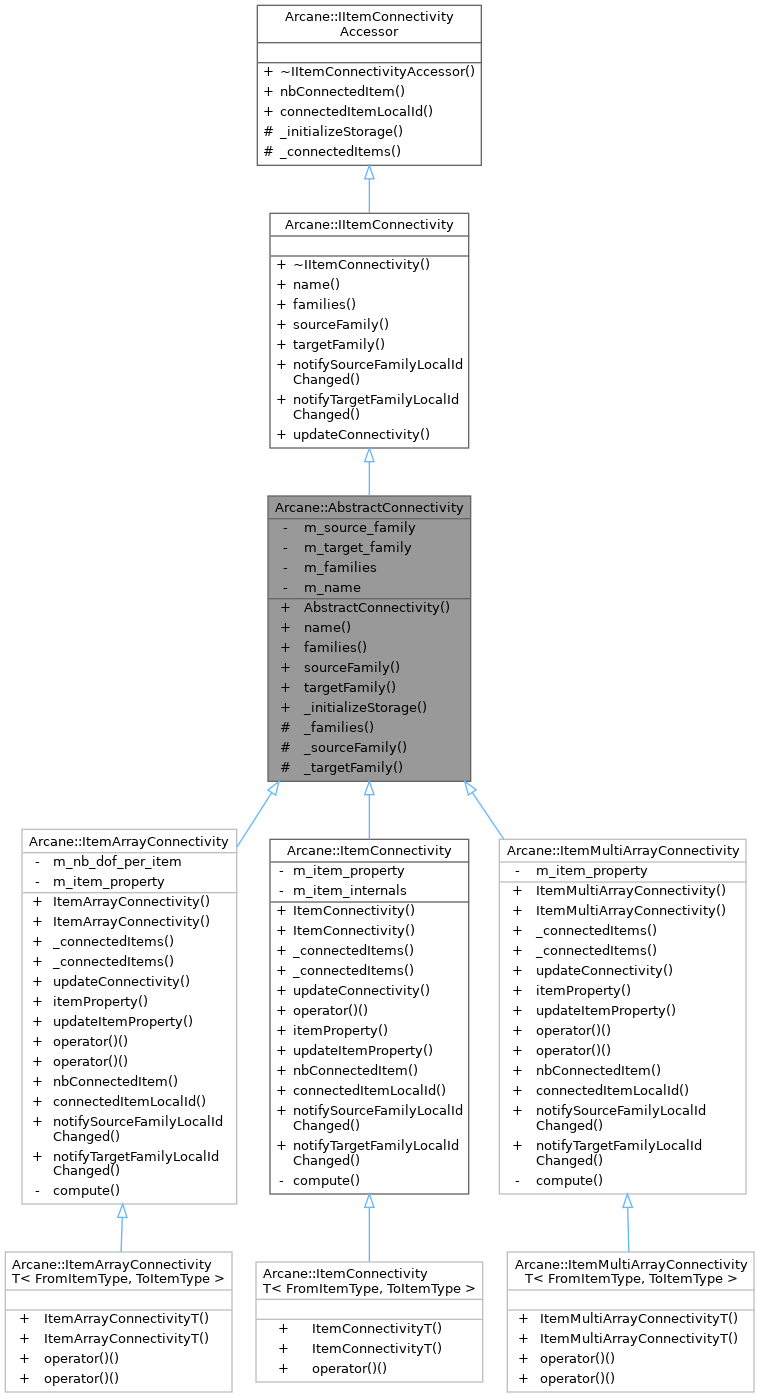 Arcane::IItemConnectivity
Accessor
+ ~IItemConnectivityAccessor()
+ nbConnectedItem()
+ connectedItemLocalId()
# _initializeStorage()
# _connectedItems()
Arcane::IItemConnectivity
+ ~IItemConnectivity()
+ name()
+ families()
+ sourceFamily()
+ targetFamily()
+ notifySourceFamilyLocalId
Changed()
+ notifyTargetFamilyLocalId
Changed()
+ updateConnectivity()
Arcane::AbstractConnectivity
- m_source_family
- m_target_family
- m_families
- m_name
+ AbstractConnectivity()
+ name()
+ families()
+ sourceFamily()
+ targetFamily()
+ _initializeStorage()
# _families()
# _sourceFamily()
# _targetFamily()
Arcane::ItemArrayConnectivity
- m_nb_dof_per_item
- m_item_property
+ ItemArrayConnectivity()
+ ItemArrayConnectivity()
+ _connectedItems()
+ _connectedItems()
+ updateConnectivity()
+ itemProperty()
+ updateItemProperty()
+ operator()()
+ operator()()
+ nbConnectedItem()
+ connectedItemLocalId()
+ notifySourceFamilyLocalId
Changed()
+ notifyTargetFamilyLocalId
Changed()
- compute()
Arcane::ItemConnectivity
- m_item_property
- m_item_internals
+ ItemConnectivity()
+ ItemConnectivity()
+ _connectedItems()
+ _connectedItems()
+ updateConnectivity()
+ operator()()
+ itemProperty()
+ updateItemProperty()
+ nbConnectedItem()
+ connectedItemLocalId()
+ notifySourceFamilyLocalId
Changed()
+ notifyTargetFamilyLocalId
Changed()
- compute()
Arcane::ItemMultiArrayConnectivity
- m_item_property
+ ItemMultiArrayConnectivity()
+ ItemMultiArrayConnectivity()
+ _connectedItems()
+ _connectedItems()
+ updateConnectivity()
+ itemProperty()
+ updateItemProperty()
+ operator()()
+ operator()()
+ nbConnectedItem()
+ connectedItemLocalId()
+ notifySourceFamilyLocalId
Changed()
+ notifyTargetFamilyLocalId
Changed()
- compute()
Arcane::ItemArrayConnectivity
T< FromItemType, ToItemType >
+ ItemArrayConnectivityT()
+ ItemArrayConnectivityT()
+ operator()()
+ operator()()
Arcane::ItemConnectivity
T< FromItemType, ToItemType >
+ ItemConnectivityT()
+ ItemConnectivityT()
+ operator()()
Arcane::ItemMultiArrayConnectivity
T< FromItemType, ToItemType >
+ ItemMultiArrayConnectivityT()
+ ItemMultiArrayConnectivityT()
+ operator()()
+ operator()()